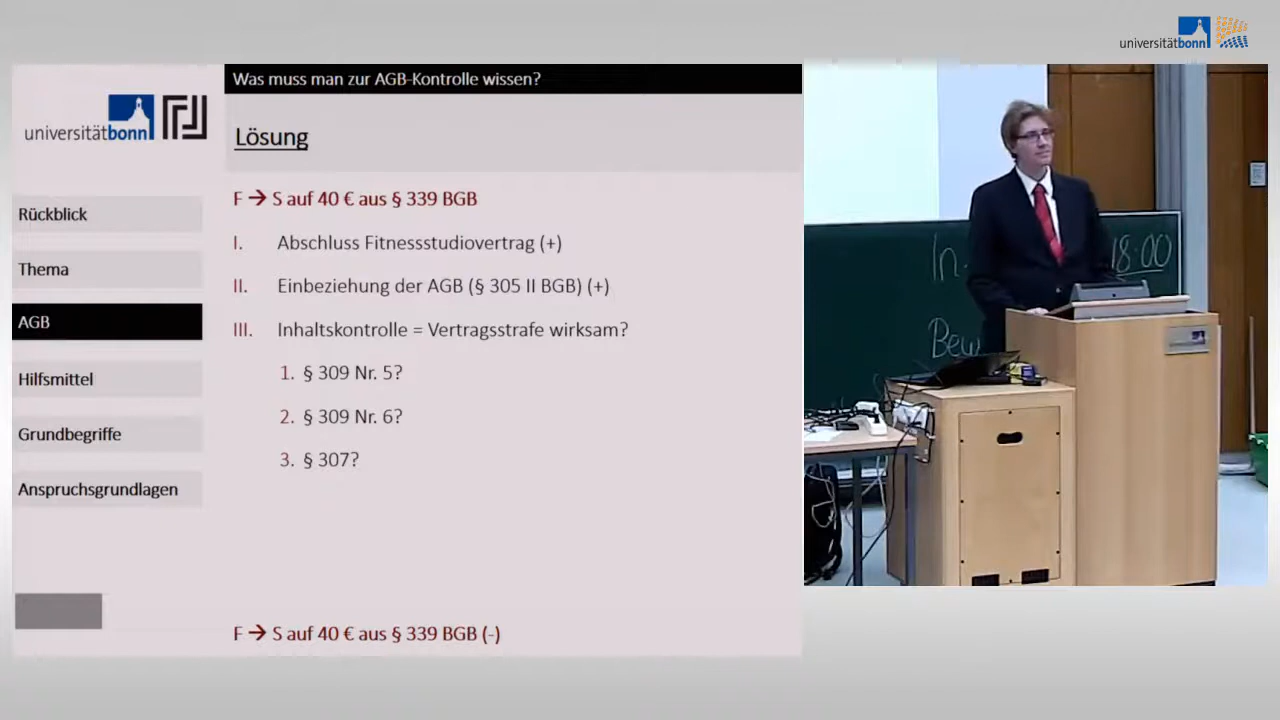 universitätbonn
Was muss man zur AGB-Kontrolle wissen?
universitätbonn
Lösung
Rückblick
Thema
AGB
Hilfsmittel
Grundbegriffe
Anspruchsgrundlagen
F → S auf 40 € aus § 339 BGB
I. Abschluss Fitnessstudiovertrag (+)
II. Einbeziehung der AGB (§ 305 II BGB) (+)
III. Inhaltskontrolle = Vertragsstrafe wirksam?
1. § 309 Nr. 5?
2. § 309 Nr. 6?
3. § 307?
F → S auf 40 € aus § 339 BGB (-)
18:00